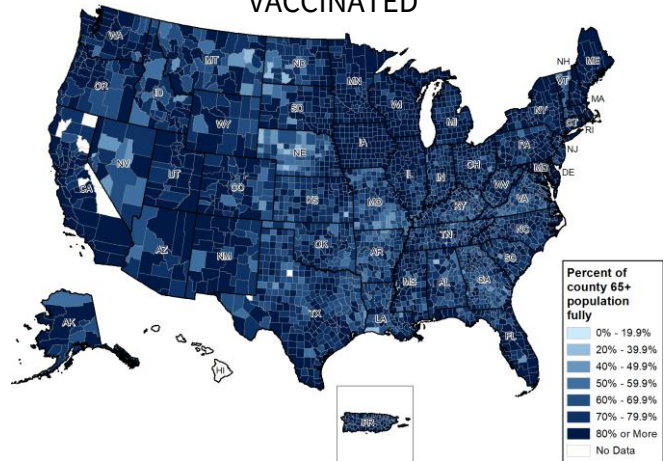 VACCINATED
WA
MT
ND
MN
ME
NH
VT
OR
ID
SD
WI
NY
MA
WY
MI
CT
RI
IA
PA
NJ
NE
NV
OH
MD
DE
UT
IL
IN
CO
WV
CA
VA
KS
MO
KY
NC
TN
AZ
OK
NM
AR
SC
MS
AL
GA
TX
LA
AK
FL
HI
PR
Percent of
county 65+
population
fully
0% - 19.9%
20% - 39.9%
40% - 49.9%
50% - 59.9%
60% - 69.9%
70% - 79.9%
80% or More
No Data